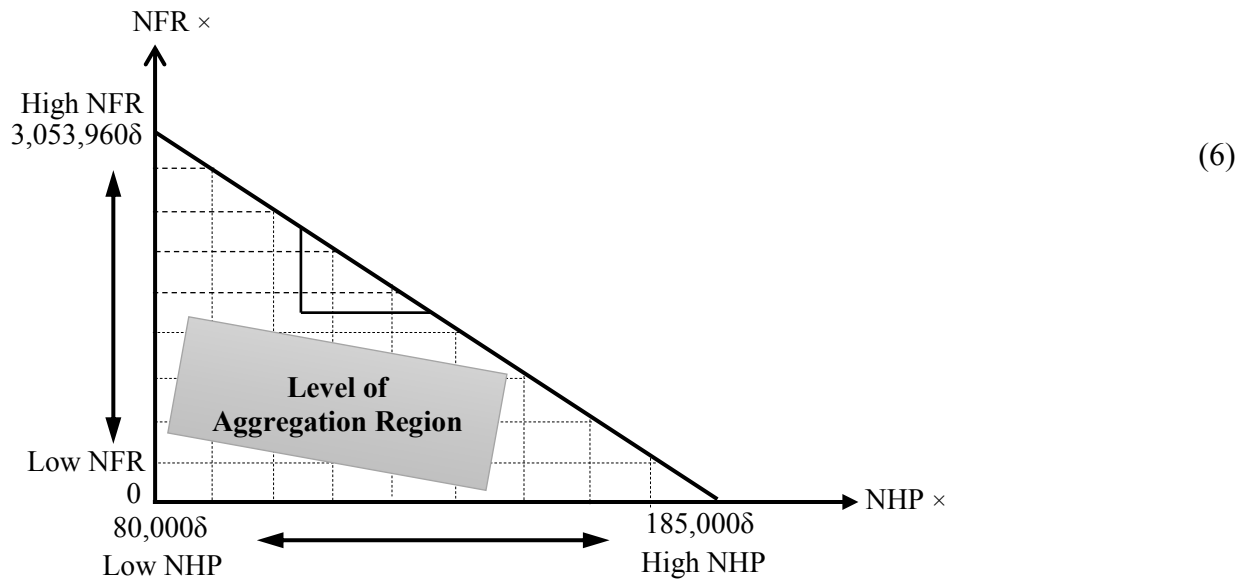 NFR ×
High NFR
3,053,960δ
(6)
Level of
Aggregation Region
Low NFR
0
NHP ×
80,000δ
185,000δ
Low NHP
High NHP